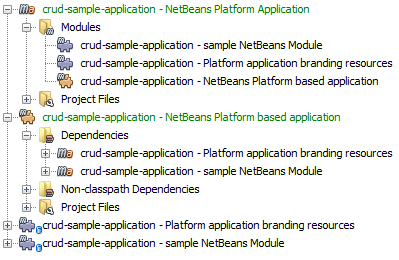 crud-sample-application - NetBeans Platform Application
Modules
crud-sample-application - sample NetBeans Module
crud-sample-application - Platform application branding resources
crud-sample-application - NetBeans Platform based application
Project Files
crud-sample-application - NetBeans Platform based application
Dependencies
crud-sample-application - Platform application branding resources
crud-sample-application - sample NetBeans Module
Non-classpath Dependencies
Project Files
crud-sample-application - Platform application branding resources
crud-sample-application - sample NetBeans Module